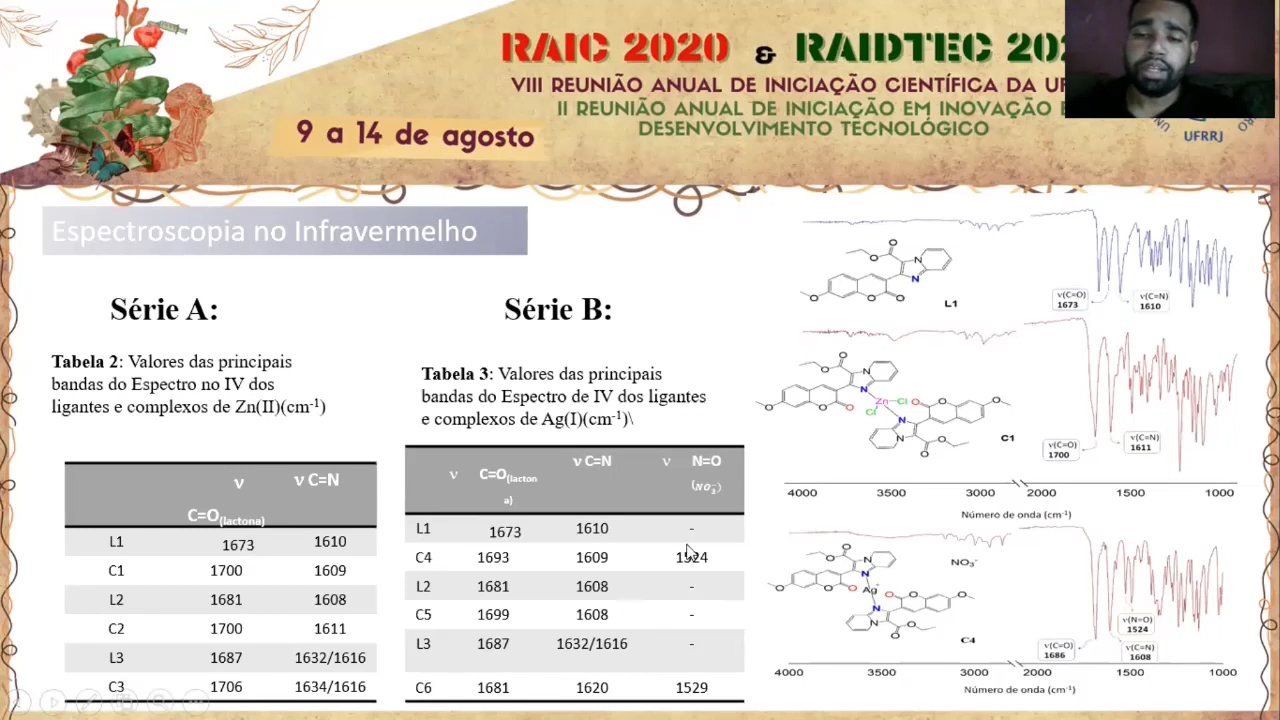 RAIC 2020 & RAIDTEC 202
VIII REUNIÃO ANUAL DE INICIAÇÃO CIENTÍFICA DA UF
II REUNIÃO ANUAL DE INICIAÇÃO EM INOVAÇÃO E
DESENVOLVIMENTO TECNOLÓGICO
9 a 14 de agosto
UFRRJ
Espectroscopia no Infravermelho
Série A:
Tabela 2: Valores das principais
bandas do Espectro no IV dos
ligantes e complexos de Zn(II)(cm⁻¹)
ν C=O(lactona) ν C=N
L1 1673 1610
C1 1700 1609
L2 1681 1608
C2 1700 1611
L3 1687 1632/1616
C3 1706 1634/1616
Série B:
Tabela 3: Valores das principais
bandas do Espectro de IV dos ligantes
e complexos de Ag(I)(cm⁻¹)\
ν C=O(lactona) ν C=N ν N=O (NO₃⁻)
L1 1673 1610 -
C4 1693 1609 1524
L2 1681 1608 -
C5 1699 1608 -
L3 1687 1632/1616 -
C6 1681 1620 1529
O O N O O O N
L1
ν(C=O)
1673
ν(C=N)
1610
Zn Cl
Cl
C1
ν(C=O)
1700
ν(C=N)
1611
4000 3500 3000 2000 1500 1000
Número de onda (cm⁻¹)
NO₃⁻
Ag⁺
C4
ν(N=O)
1524
ν(C=O)
1686
ν(C=N)
1608
4000 3500 3000 2000 1500 1000
Número de onda (cm⁻¹)